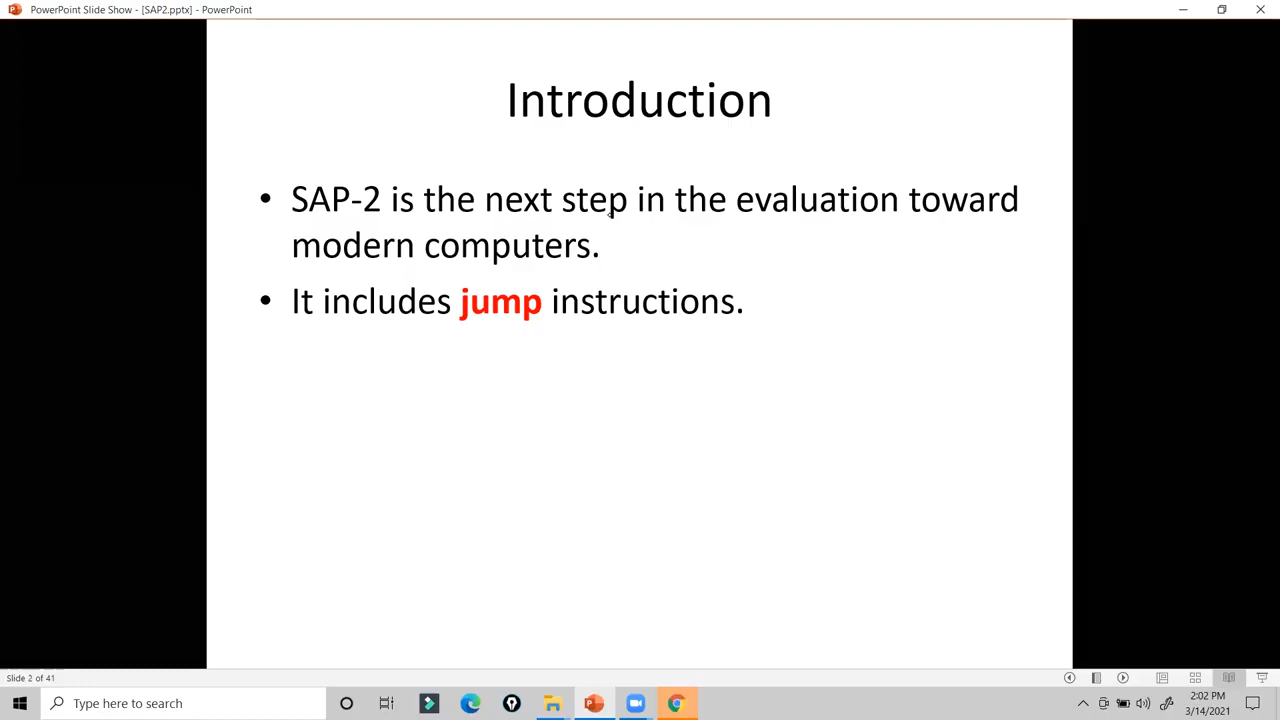 PowerPoint Slide Show - [SAP2.pptx] - PowerPoint
Introduction
• SAP-2 is the next step in the evaluation toward
modern computers.
• It includes jump instructions.
Slide 2 of 41
Type here to search
2:02 PM
3/14/2021